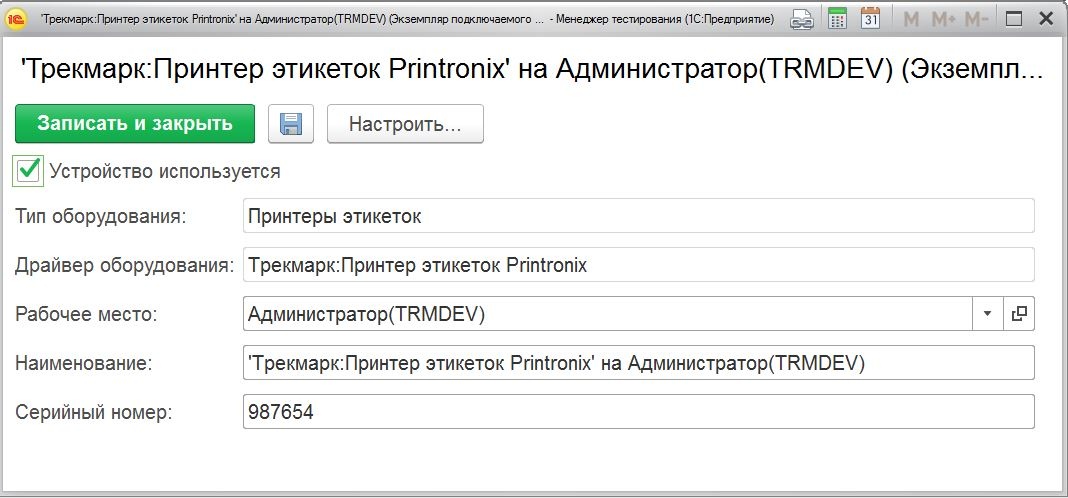 1С 'Трекмарк:Принтер этикеток Printronix' на Администратор(TRMDEV) (Экземпляр подключаемого ... - Менеджер тестирования (1С:Предприятие) 31 M M+ M-
'Трекмарк:Принтер этикеток Printronix' на Администратор(TRMDEV) (Экземпл...
Записать и закрыть Настроить...
Устройство используется
Тип оборудования: Принтеры этикеток
Драйвер оборудования: Трекмарк:Принтер этикеток Printronix
Рабочее место: Администратор(TRMDEV)
Наименование: 'Трекмарк:Принтер этикеток Printronix' на Администратор(TRMDEV)
Серийный номер: 987654